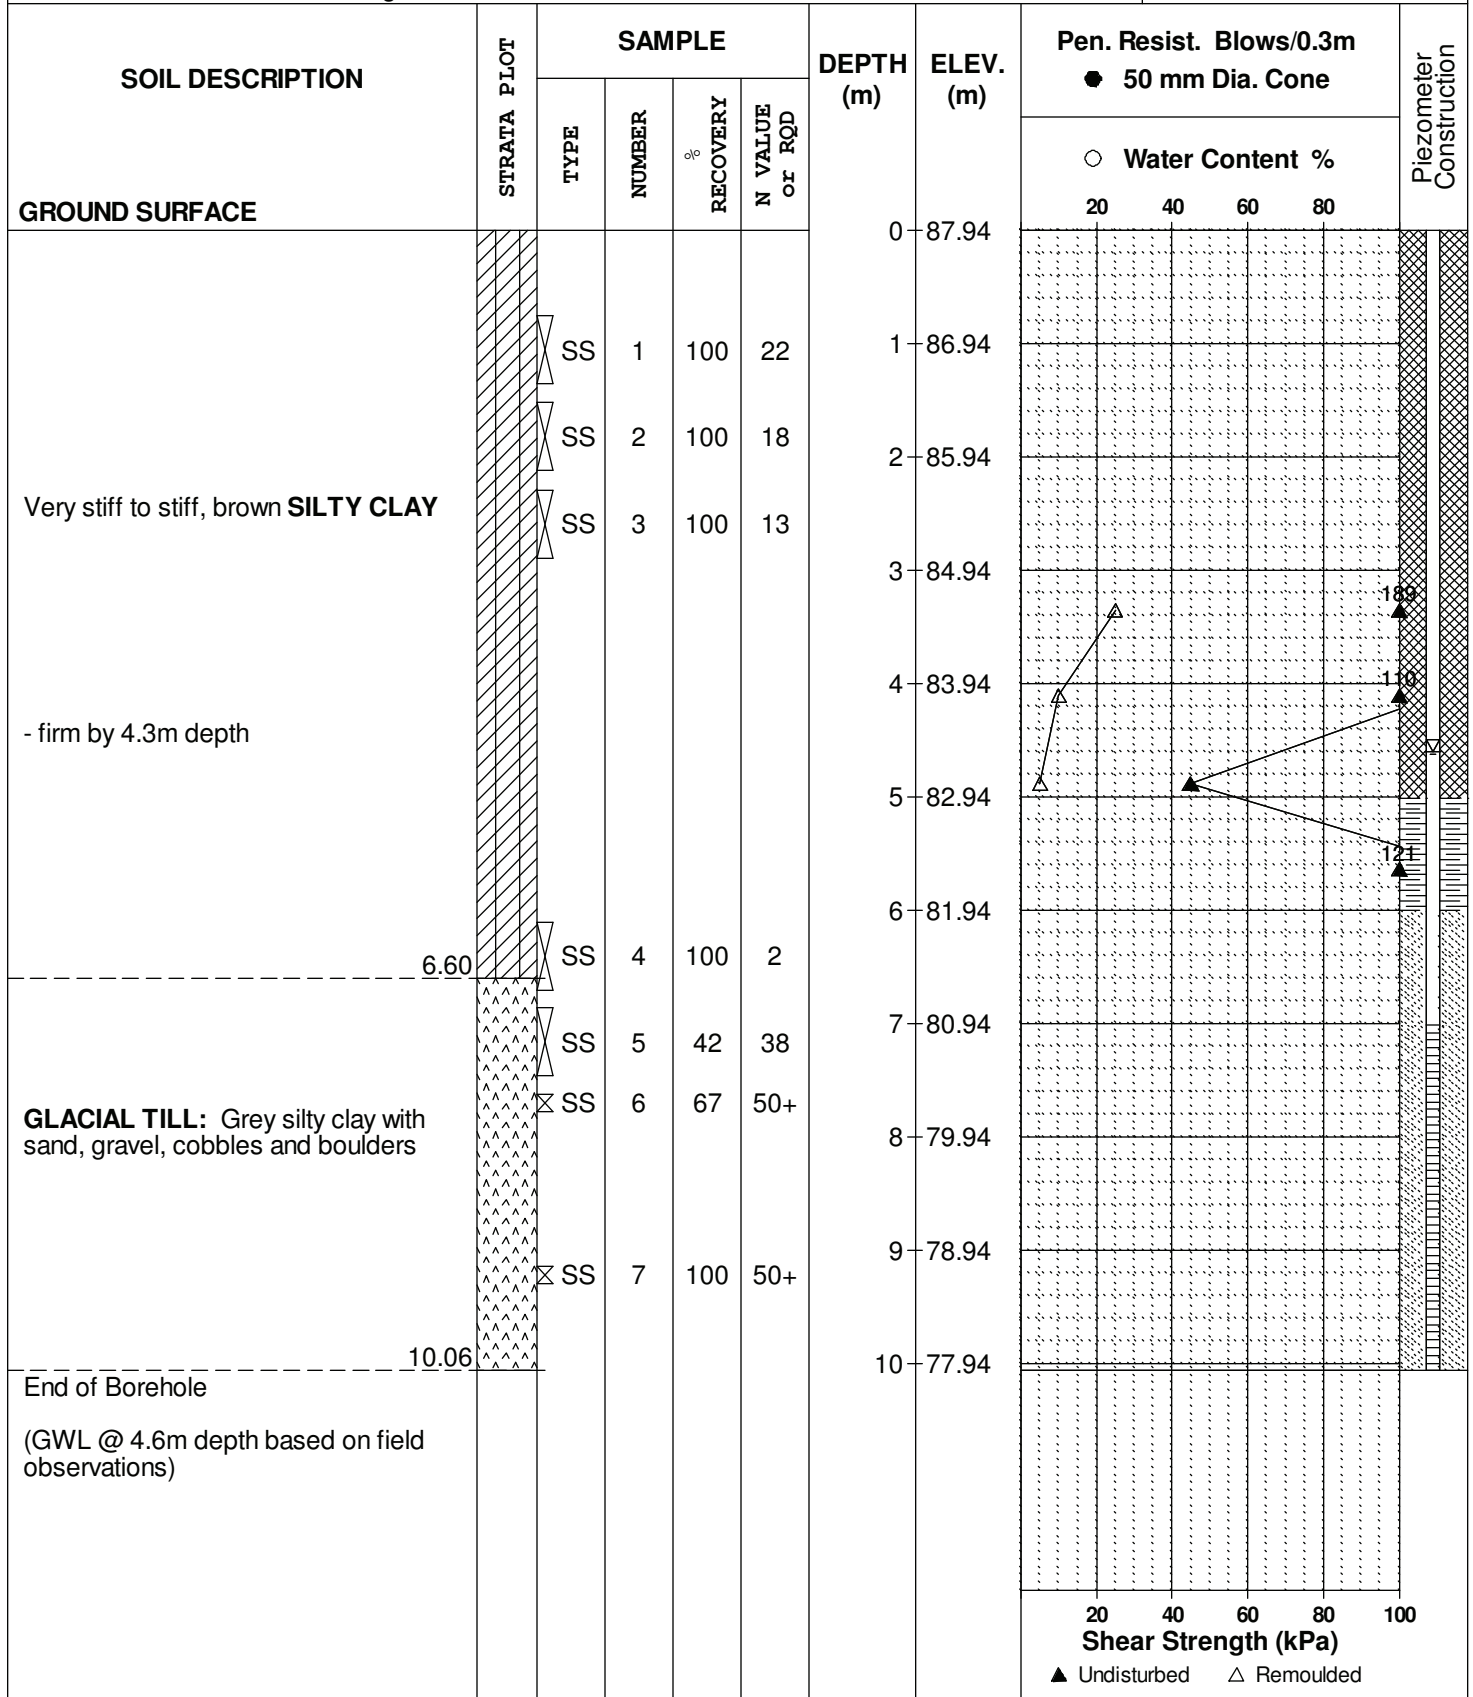 SOIL DESCRIPTION
GROUND SURFACE
STRATA PLOT
SAMPLE
TYPE
NUMBER
%
RECOVERY
N VALUE
or RQD
DEPTH
(m)
ELEV.
(m)
Pen. Resist. Blows/0.3m
50 mm Dia. Cone
Water Content %
20 40 60 80
Piezometer
Construction
0 87.94
SS 1 100 22
1 86.94
SS 2 100 18
2 85.94
Very stiff to stiff, brown SILTY CLAY
SS 3 100 13
3 84.94
189
4 83.94
110
- firm by 4.3m depth
5 82.94
121
6 81.94
SS 4 100 2
6.60
7 80.94
SS 5 42 38
SS 6 67 50+
GLACIAL TILL: Grey silty clay with
sand, gravel, cobbles and boulders
8 79.94
9 78.94
SS 7 100 50+
10.06
10 77.94
End of Borehole
(GWL @ 4.6m depth based on field
observations)
20 40 60 80 100
Shear Strength (kPa)
▲ Undisturbed △ Remoulded